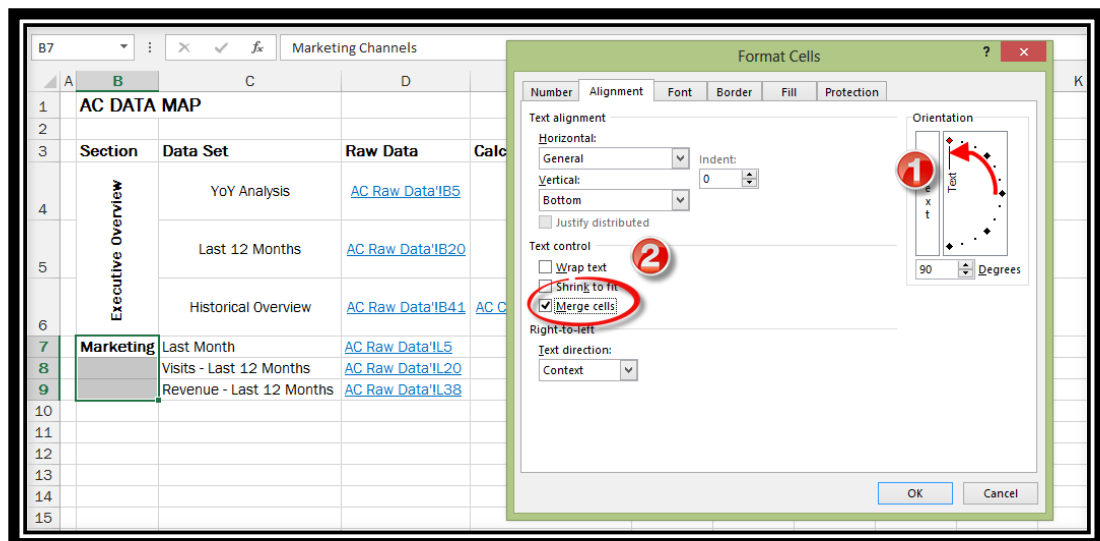 B7 fx Marketing Channels
A B C D K
1 AC DATA MAP
2
3 Section Data Set Raw Data Calc
4 Executive Overview YoY Analysis AC Raw Data'!B5
5 Last 12 Months AC Raw Data'!B20
6 Historical Overview AC Raw Data'!B41 AC C
7 Marketing Last Month AC Raw Data'!L5
8 Visits - Last 12 Months AC Raw Data'!L20
9 Revenue - Last 12 Months AC Raw Data'!L38
10
11
12
13
14
15
Format Cells ? ×
Number Alignment Font Border Fill Protection
Text alignment
Horizontal:
General
Indent:
0
Vertical:
Bottom
Justify distributed
Text control
2
Wrap text
Shrink to fit
Merge cells
Right-to-left
Text direction:
Context
Orientation
1
e
x
t
Text
90 Degrees
OK Cancel